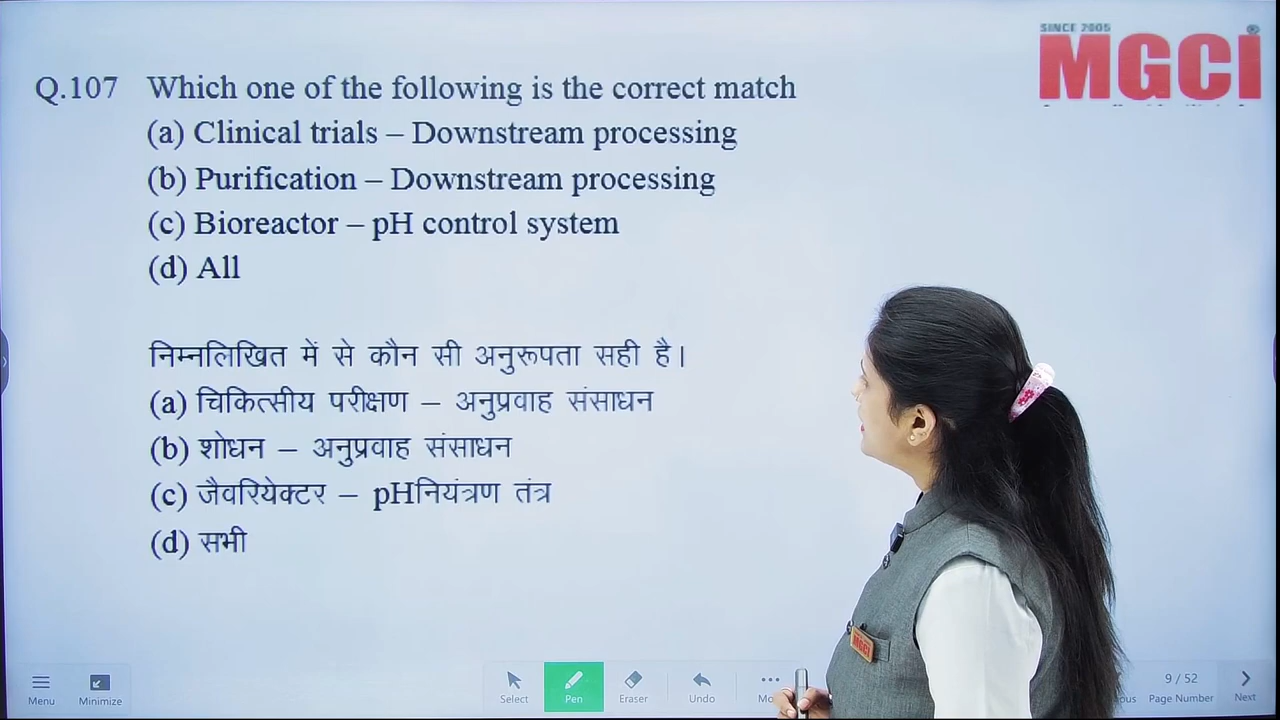 SINCE 2005
MGCI
®
Q.107 Which one of the following is the correct match
(a) Clinical trials – Downstream processing
(b) Purification – Downstream processing
(c) Bioreactor – pH control system
(d) All
निम्नलिखित में से कौन सी अनुरूपता सही है।
(a) चिकित्सीय परीक्षण – अनुप्रवाह संसाधन
(b) शोधन – अनुप्रवाह संसाधन
(c) जैवरियेक्टर – pHनियंत्रण तंत्र
(d) सभी
MGCI
Select Pen Eraser Undo 9 / 52
Menu Minimize Page Number Next